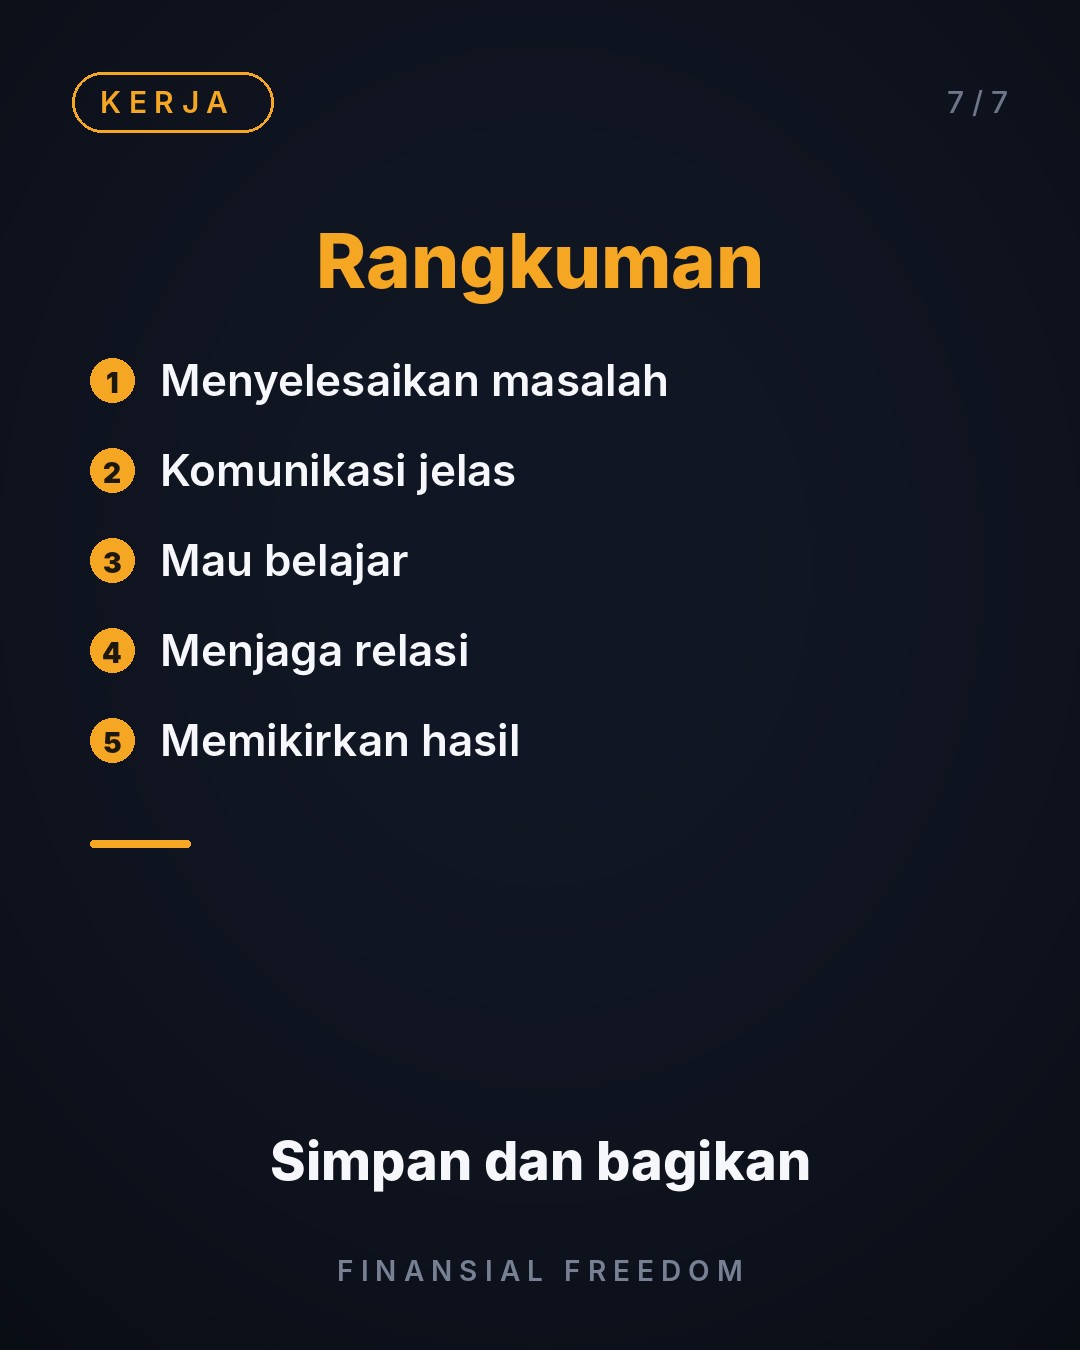 KERJA
7/7
Rangkuman
1 Menyelesaikan masalah
2 Komunikasi jelas
3 Mau belajar
4 Menjaga relasi
5 Memikirkan hasil
Simpan dan bagikan
FINANSIAL FREEDOM